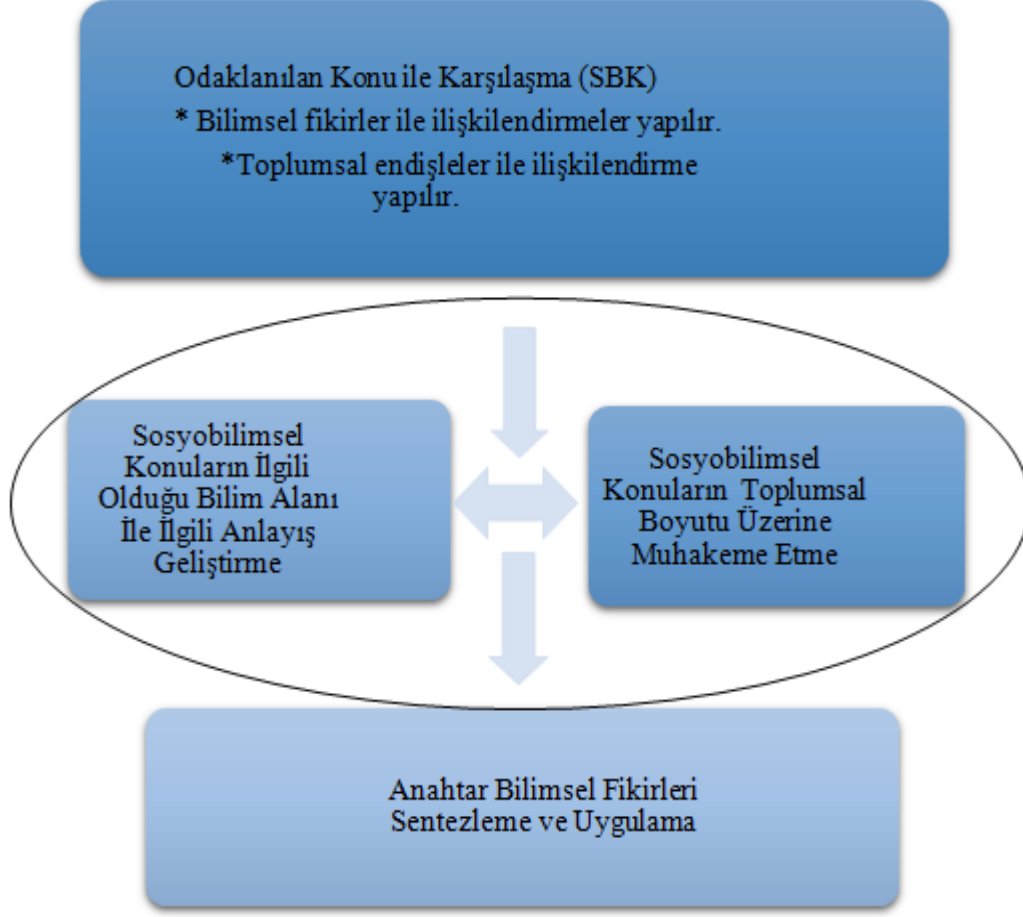 Odaklanılan Konu ile Karşılaşma (SBK)
* Bilimsel fikirler ile ilişkilendirmeler yapılır.
*Toplumsal endişleler ile ilişkilendirme
yapılır.
Sosyobilimsel
Konuların İlgili
Olduğu Bilim Alanı
İle İlgili Anlayış
Geliştirme
Sosyobilimsel
Konuların Toplumsal
Boyutu Üzerine
Muhakeme Etme
Anahtar Bilimsel Fikirleri
Sentezleme ve Uygulama